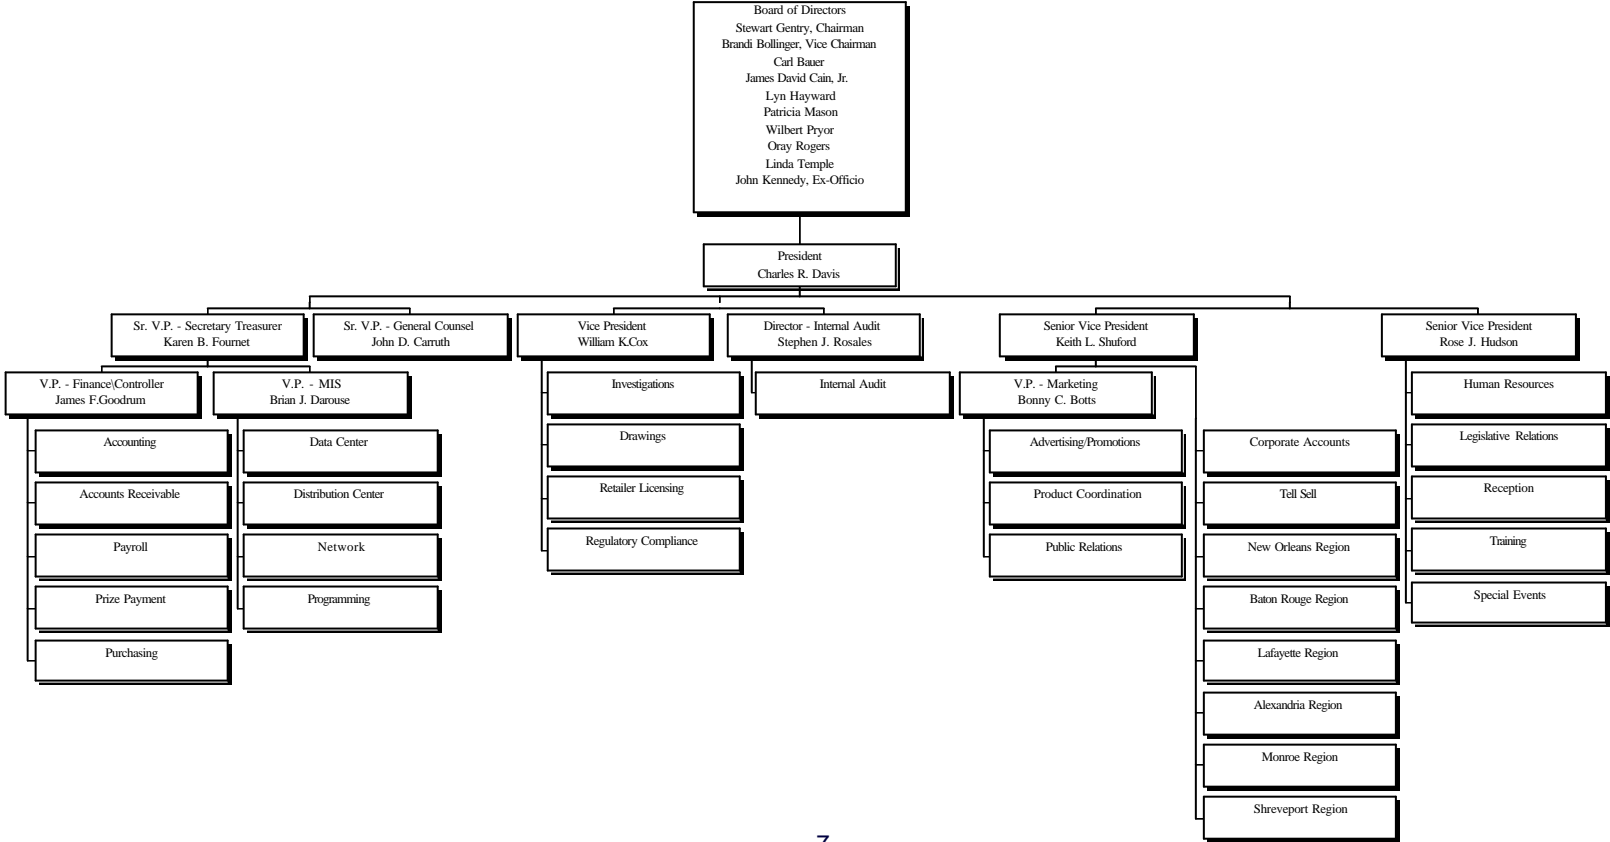 Board of Directors
Stewart Gentry, Chairman
Brandi Bollinger, Vice Chairman
Carl Bauer
James David Cain, Jr.
Lyn Hayward
Patricia Mason
Wilbert Pryor
Oray Rogers
Linda Temple
John Kennedy, Ex-Officio
President
Charles R. Davis
Sr. V.P. - Secretary Treasurer
Karen B. Fournet
Sr. V.P. - General Counsel
John D. Carruth
Vice President
William K.Cox
Director - Internal Audit
Stephen J. Rosales
Senior Vice President
Keith L. Shuford
Senior Vice President
Rose J. Hudson
V.P. - Finance\Controller
James F.Goodrum
Accounting
Accounts Receivable
Payroll
Prize Payment
Purchasing
V.P. - MIS
Brian J. Darouse
Data Center
Distribution Center
Network
Programming
Investigations
Drawings
Retailer Licensing
Regulatory Compliance
Internal Audit
V.P. - Marketing
Bonny C. Botts
Advertising/Promotions
Product Coordination
Public Relations
Corporate Accounts
Tell Sell
New Orleans Region
Baton Rouge Region
Lafayette Region
Alexandria Region
Monroe Region
Shreveport Region
Human Resources
Legislative Relations
Reception
Training
Special Events
7